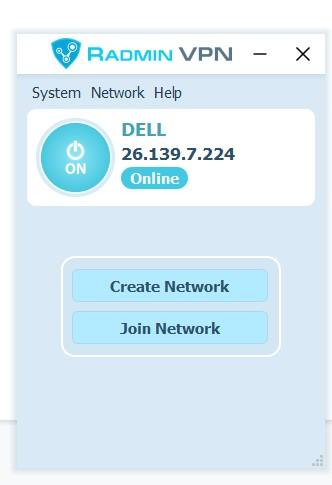 RADMIN VPN
System Network Help
DELL
26.139.7.224
ON
Online
Create Network
Join Network